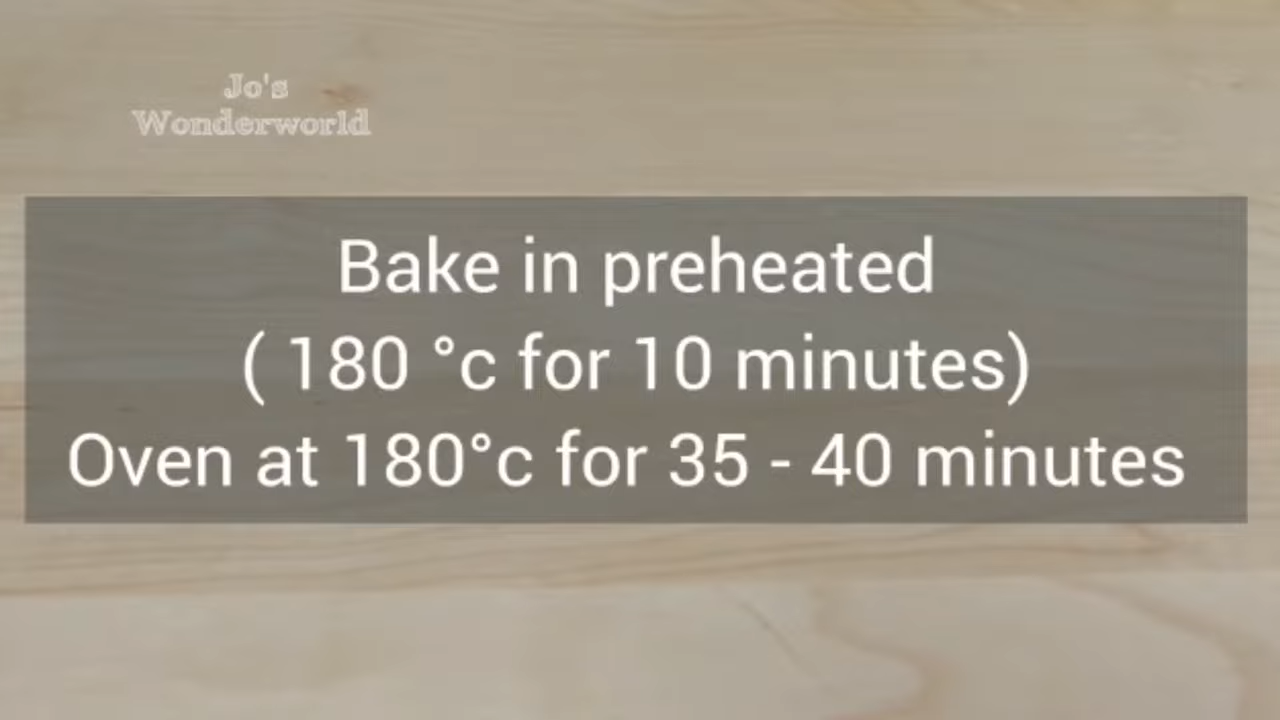 Jo's
Wonderworld
Bake in preheated
( 180 °c for 10 minutes)
Oven at 180°c for 35 - 40 minutes